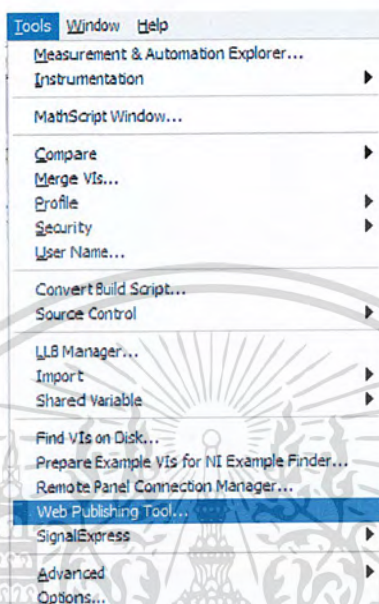 Tools Window Help
Measurement & Automation Explorer...
Instrumentation
MathScript Window...
Compare
Merge VIs...
Profile
Security
User Name...
Convert Build Script...
Source Control
LLB Manager...
Import
Shared Variable
Find VIs on Disk...
Prepare Example VIs for NI Example Finder...
Remote Panel Connection Manager...
Web Publishing Tool...
SignalExpress
Advanced
Options...